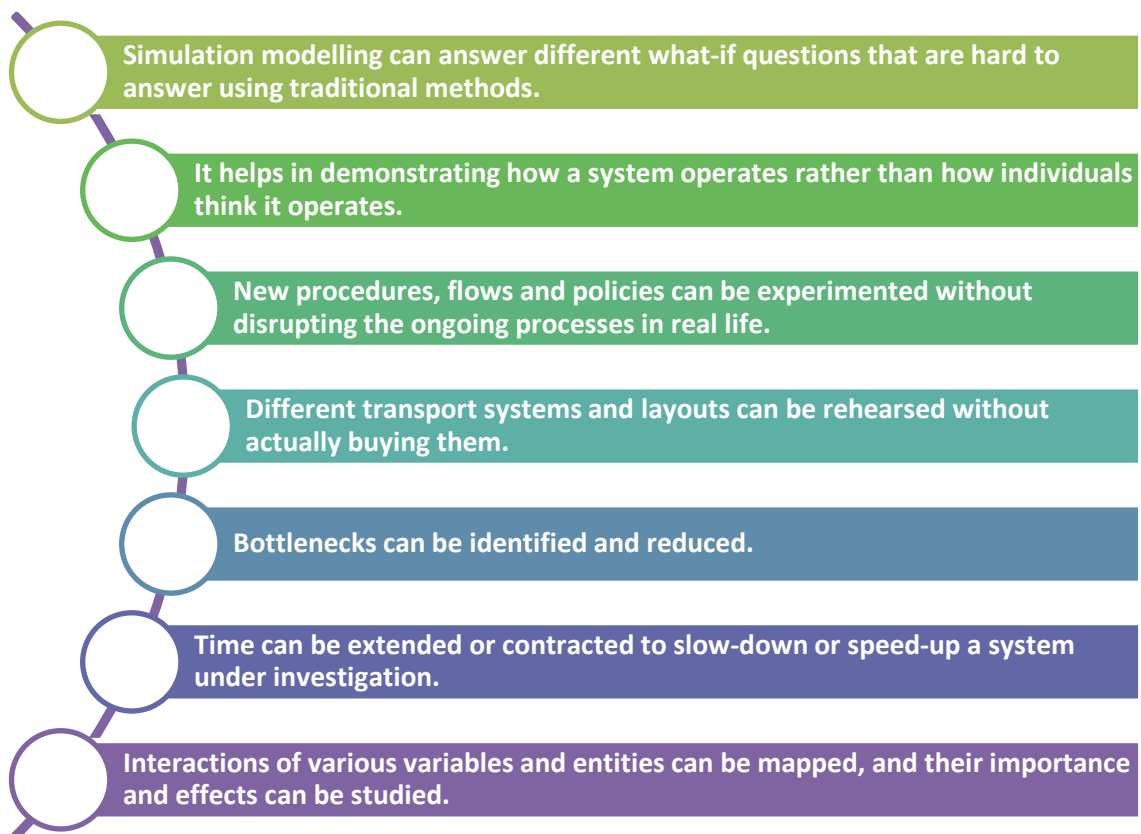 Simulation modelling can answer different what-if questions that are hard to
answer using traditional methods.
It helps in demonstrating how a system operates rather than how individuals
think it operates.
New procedures, flows and policies can be experimented without
disrupting the ongoing processes in real life.
Different transport systems and layouts can be rehearsed without
actually buying them.
Bottlenecks can be identified and reduced.
Time can be extended or contracted to slow-down or speed-up a system
under investigation.
Interactions of various variables and entities can be mapped, and their importance
and effects can be studied.